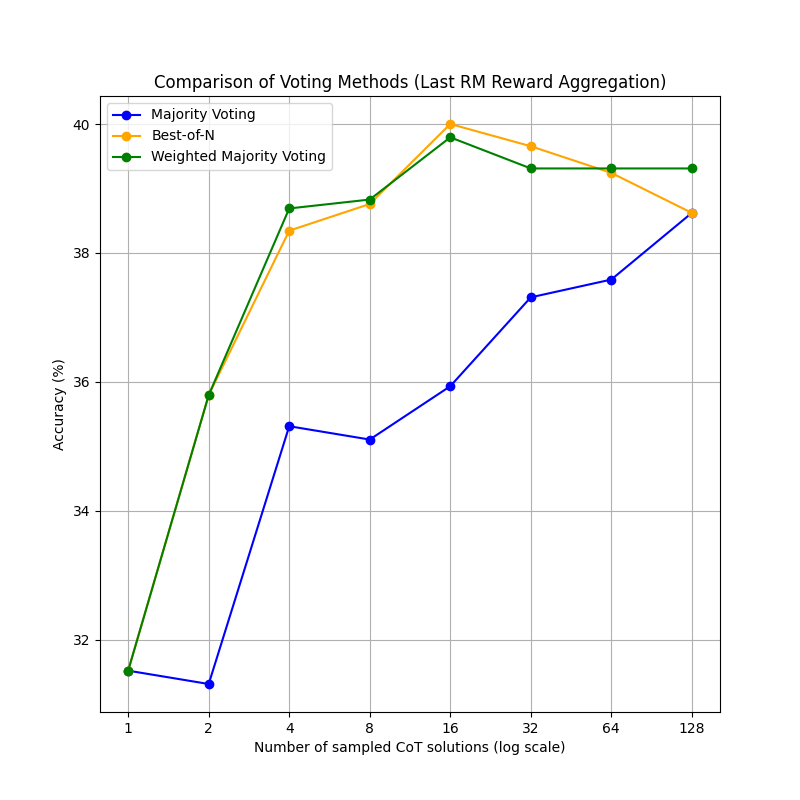 Comparison of Voting Methods (Last RM Reward Aggregation)
Majority Voting
Best-of-N
Weighted Majority Voting
40
38
36
34
32
Accuracy (%)
1 2 4 8 16 32 64 128
Number of sampled CoT solutions (log scale)